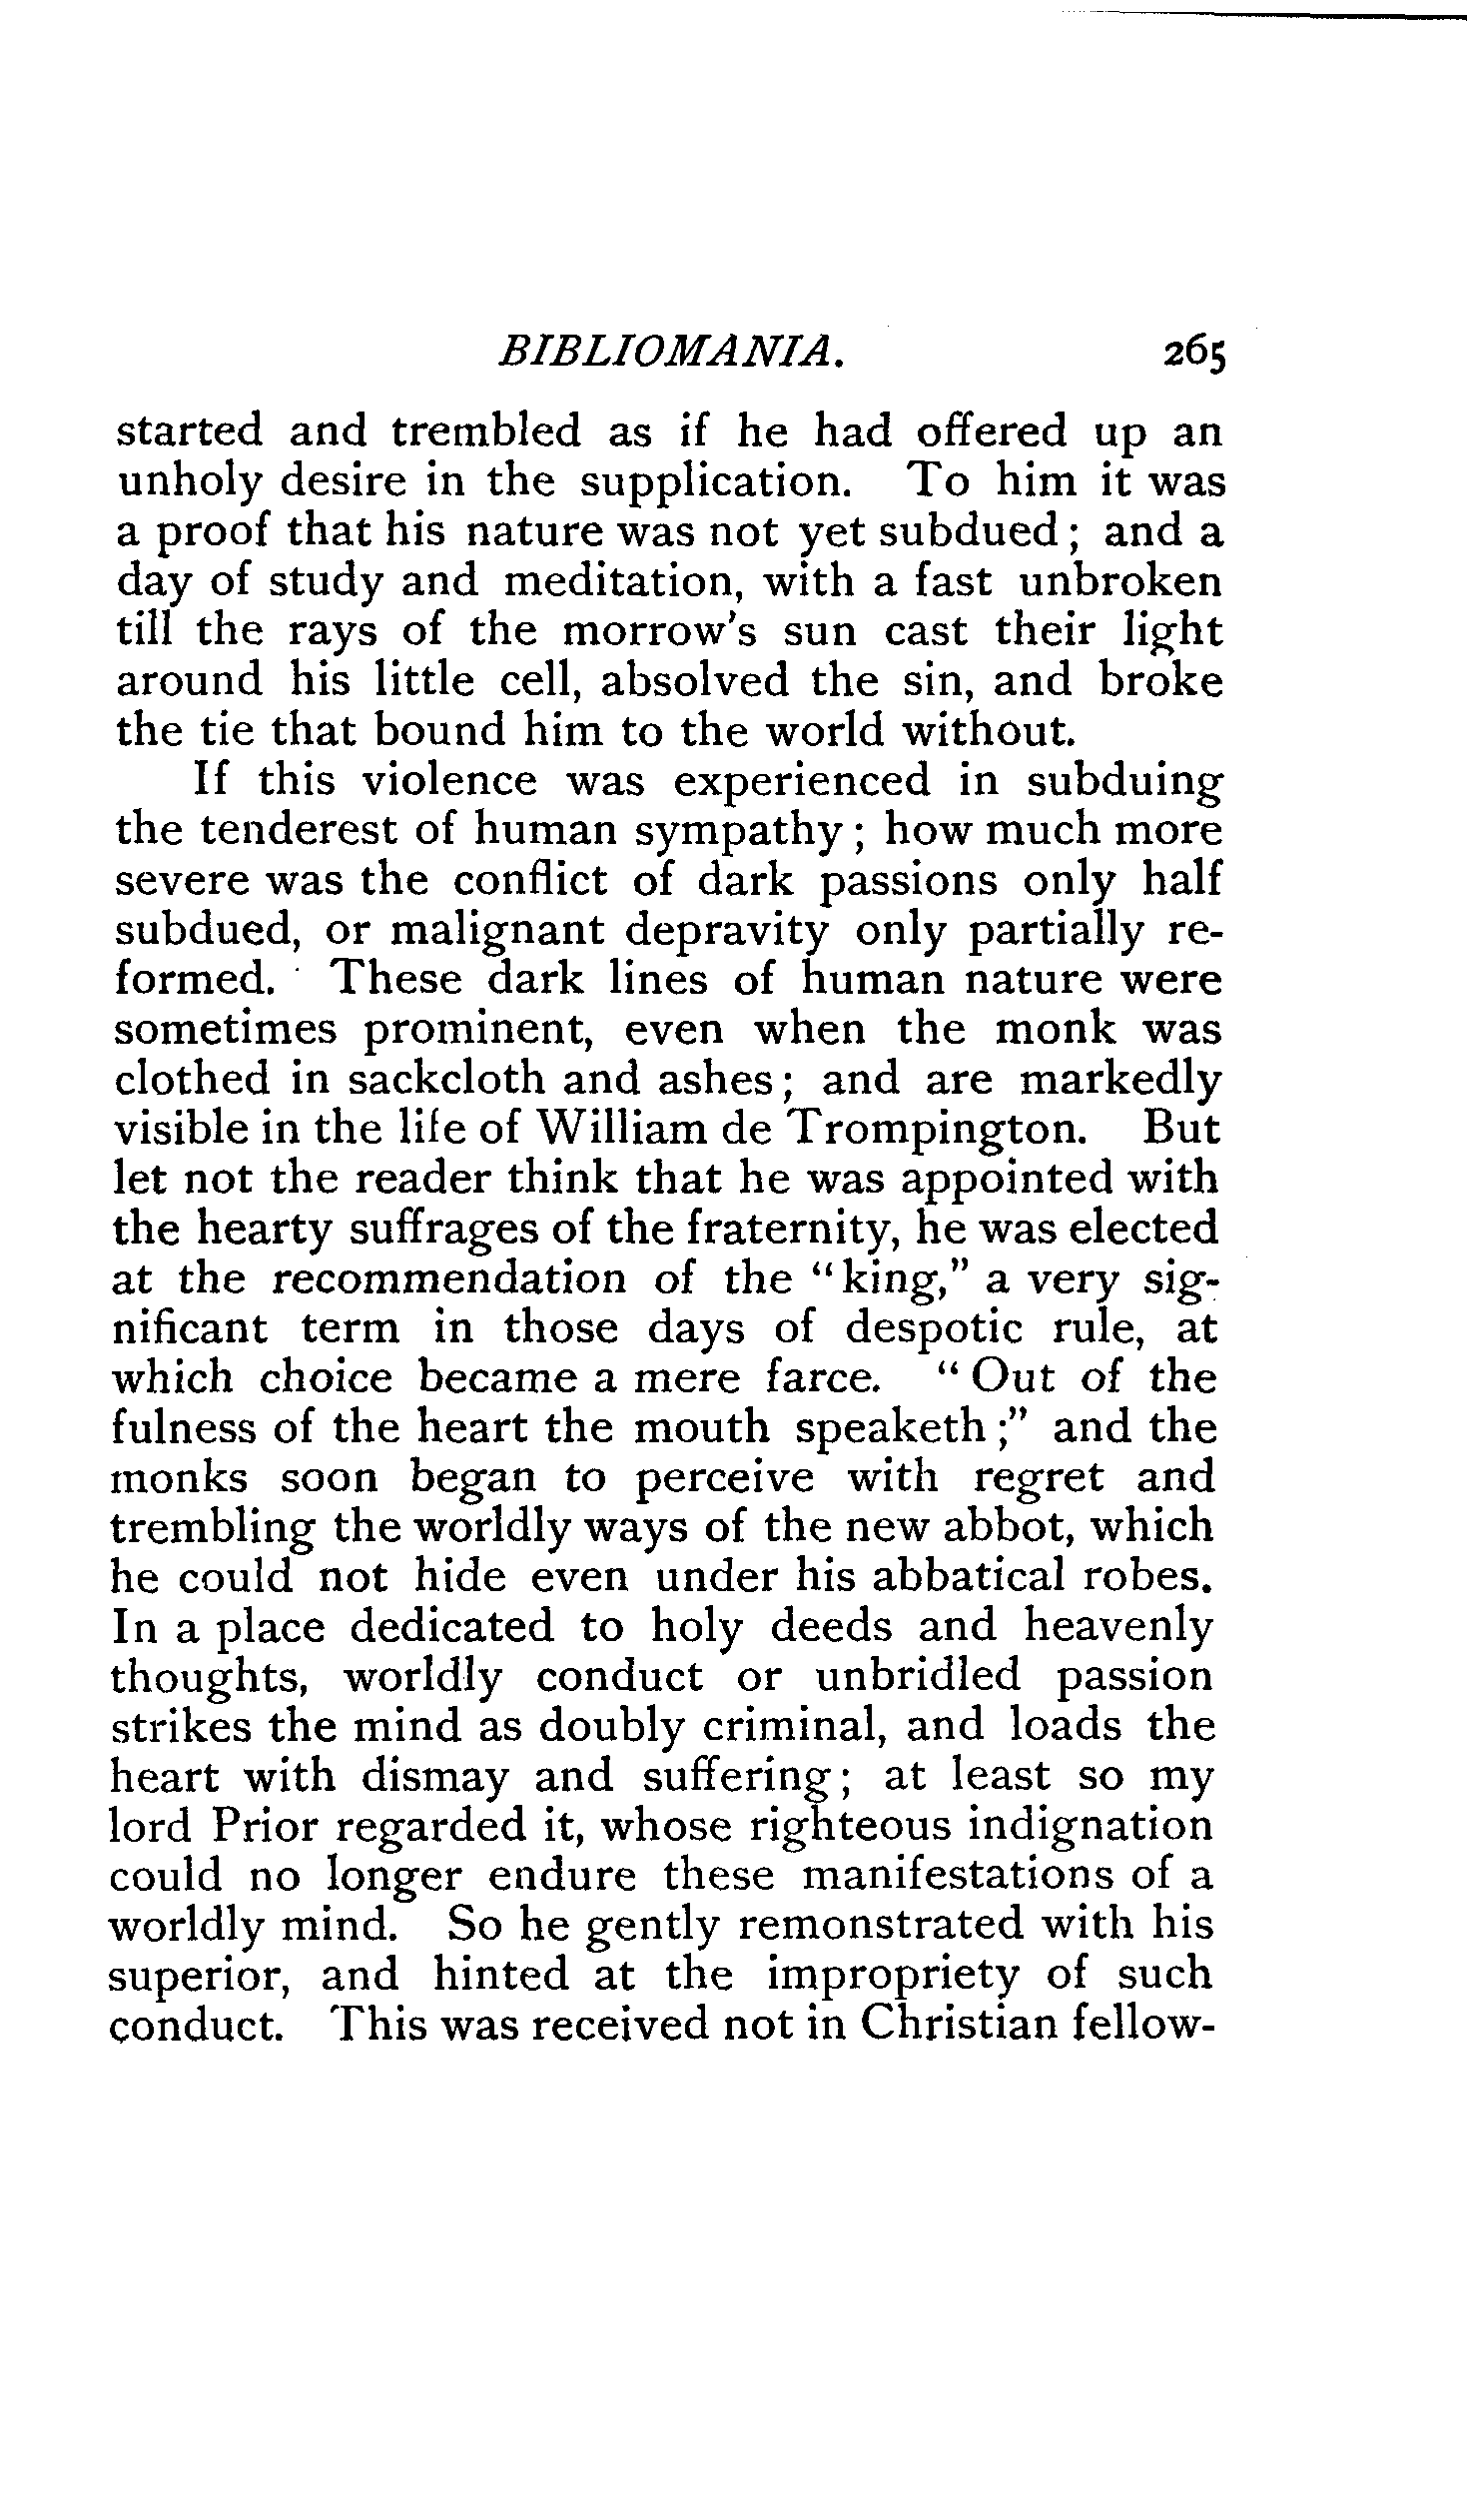 BIBLIOMANIA. 265
started and trembled as if he had offered up an
unholy desire in the supplication. To him it was
a proof that his nature was not yet subdued; and a
day of study and meditation, with a fast unbroken
till the rays of the morrow's sun cast their light
around his little cell, absolved the sin, and broke
the tie that bound him to the world without.
If this violence was experienced in subduing
the tenderest of human sympathy; how much more
severe was the conflict of dark passions only half
subdued, or malignant depravity only partially re-
formed. These dark lines of human nature were
sometimes prominent, even when the monk was
clothed in sackcloth and ashes; and are markedly
visible in the life of William de Trompington. But
let not the reader think that he was appointed with
the hearty suffrages of the fraternity, he was elected
at the recommendation of the "king," a very sig-
nificant term in those days of despotic rule, at
which choice became a mere farce. "Out of the
fulness of the heart the mouth speaketh;" and the
monks soon began to perceive with regret and
trembling the worldly ways of the new abbot, which
he could not hide even under his abbatical robes.
In a place dedicated to holy deeds and heavenly
thoughts, worldly conduct or unbridled passion
strikes the mind as doubly criminal, and loads the
heart with dismay and suffering; at least so my
lord Prior regarded it, whose righteous indignation
could no longer endure these manifestations of a
worldly mind. So he gently remonstrated with his
superior, and hinted at the impropriety of such
conduct. This was received not in Christian fellow-